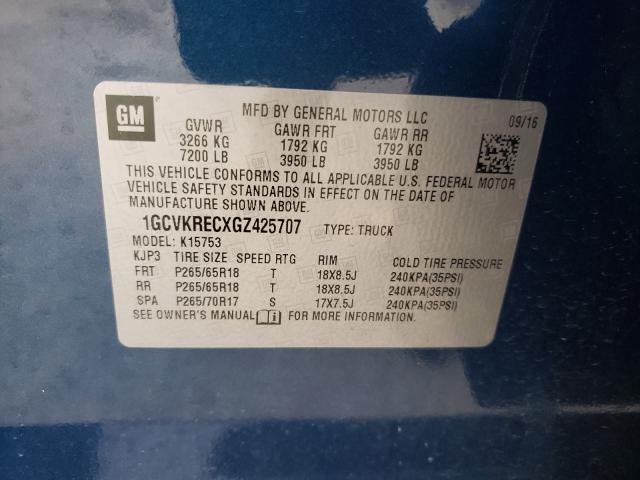 GM
MFD BY GENERAL MOTORS LLC 09/16
GVWR GAWR FRT GAWR RR
3266 KG 1792 KG 1792 KG
7200 LB 3950 LB 3950 LB
THIS VEHICLE CONFORMS TO ALL APPLICABLE U.S. FEDERAL MOTOR
VEHICLE SAFETY STANDARDS IN EFFECT ON THE DATE OF
MANUFACTURE SHOWN ABOVE.
1GCVKRECXGZ425707 TYPE: TRUCK
MODEL: K15753
KJP3 TIRE SIZE SPEED RTG RIM COLD TIRE PRESSURE
FRT P265/65R18 T 18X8.5J 240KPA(35PSI)
RR P265/65R18 T 18X8.5J 240KPA(35PSI)
SPA P265/70R17 S 17X7.5J 240KPA(35PSI)
SEE OWNER'S MANUAL FOR MORE INFORMATION.